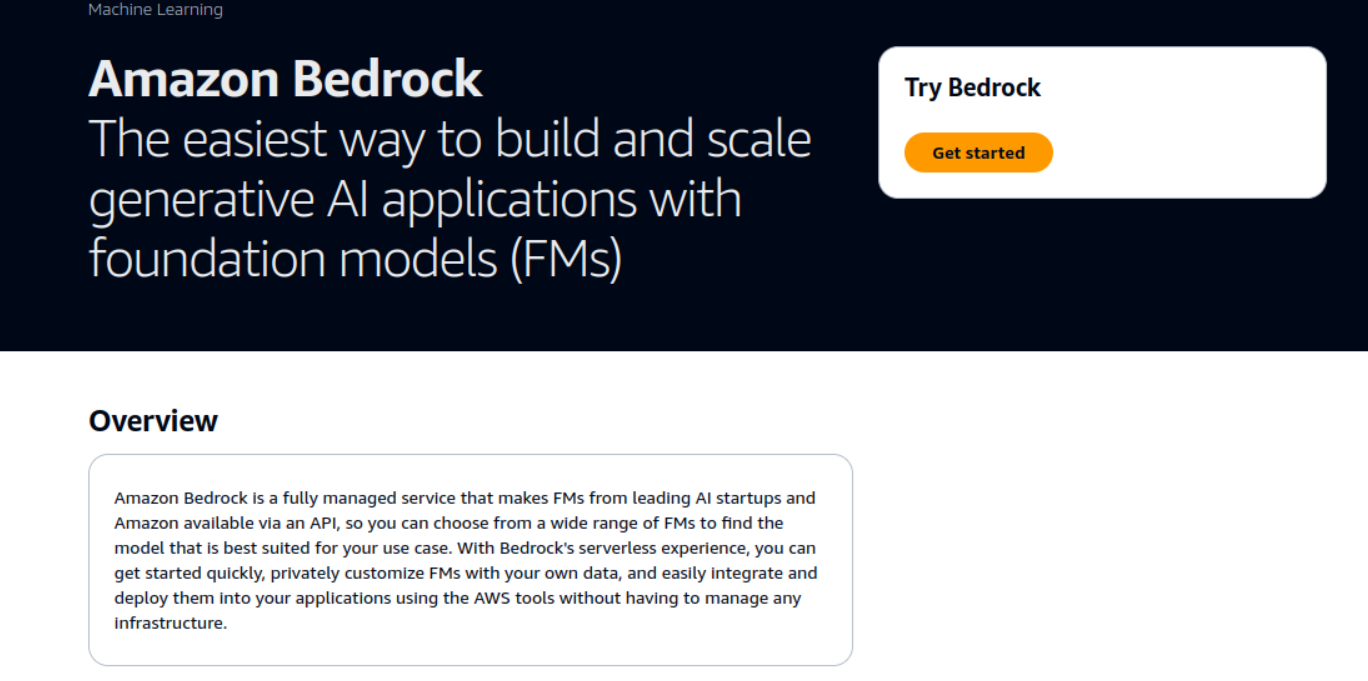 Machine Learning
Amazon Bedrock
The easiest way to build and scale
generative AI applications with
foundation models (FMs)
Try Bedrock
Get started
Overview
Amazon Bedrock is a fully managed service that makes FMs from leading AI startups and
Amazon available via an API, so you can choose from a wide range of FMs to find the
model that is best suited for your use case. With Bedrock's serverless experience, you can
get started quickly, privately customize FMs with your own data, and easily integrate and
deploy them into your applications using the AWS tools without having to manage any
infrastructure.